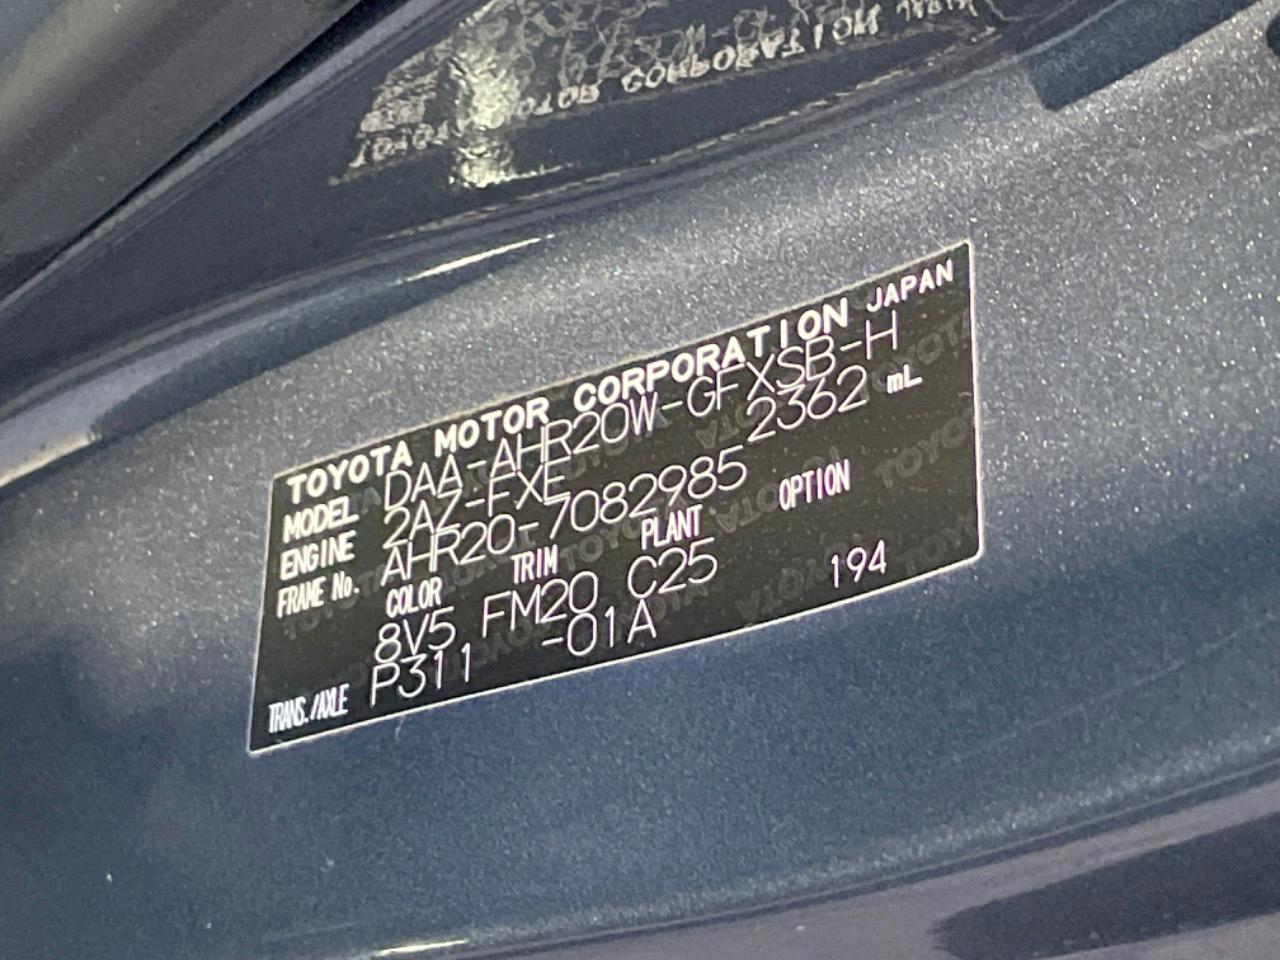 TOYOTA MOTOR CORPORATION JAPAN
MODEL DAA-AHR20W-GFXSB-H
ENGINE 2AZ-FXE 2362 mL
FRAME No. AHR20-7082985
COLOR TRIM PLANT OPTION
8V5 FM20 C25 194
TRANS./AXLE P311 -01A